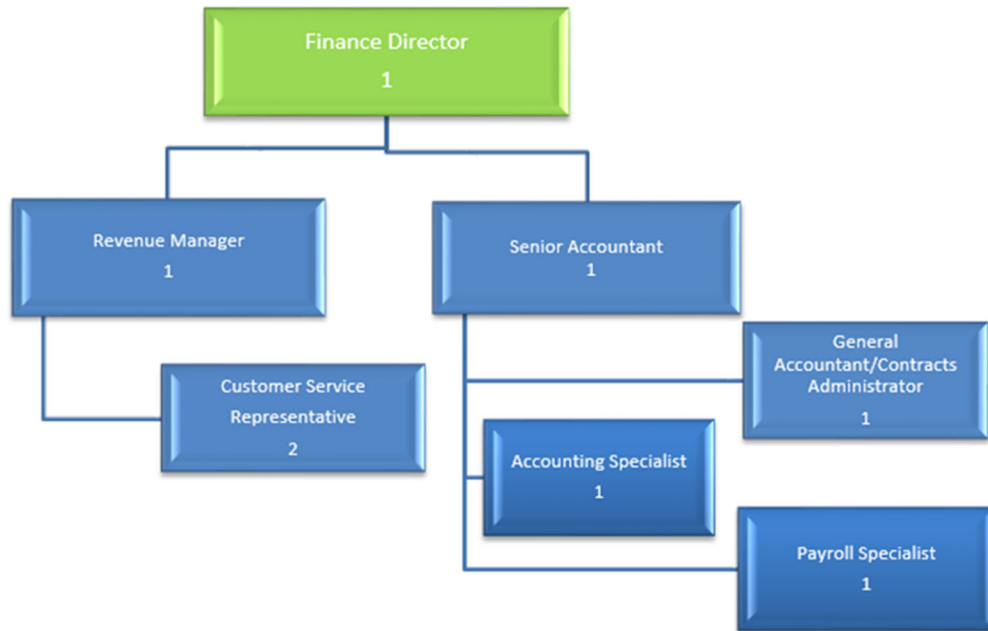 Finance Director
1
Revenue Manager
1
Senior Accountant
1
Customer Service
Representative
2
General
Accountant/Contracts
Administrator
1
Accounting Specialist
1
Payroll Specialist
1